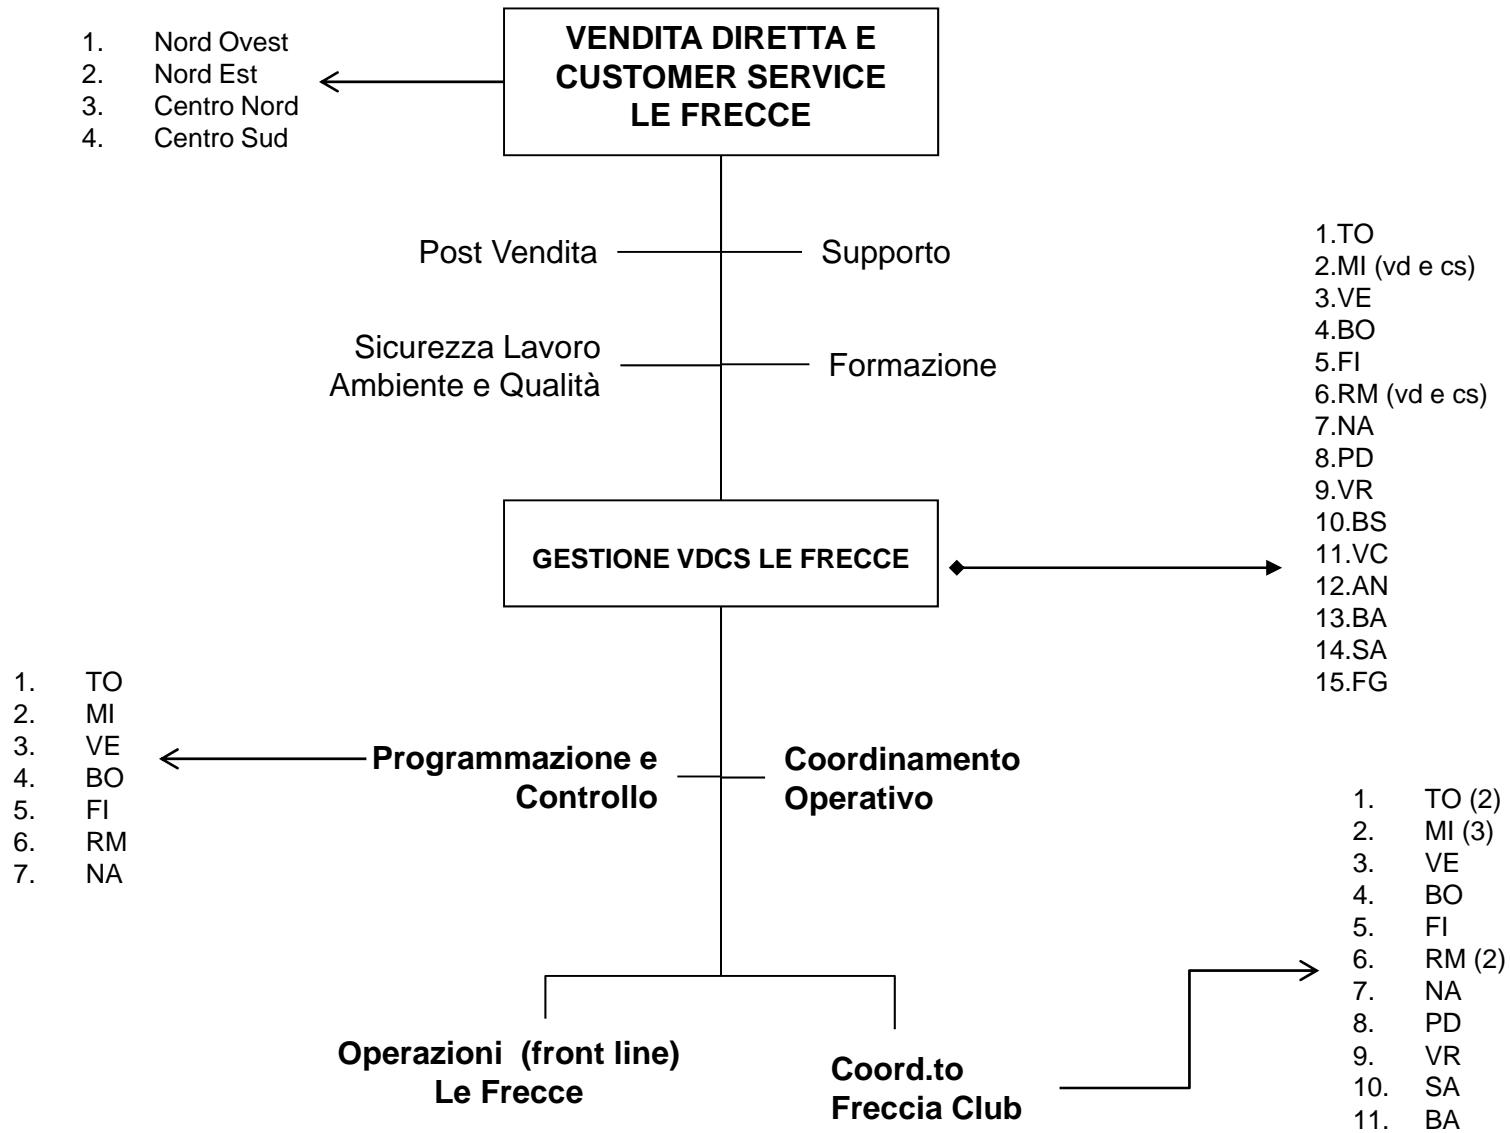 VENDITA DIRETTA E
CUSTOMER SERVICE
LE FRECCE
1. Nord Ovest
2. Nord Est
3. Centro Nord
4. Centro Sud
Post Vendita
Supporto
Sicurezza Lavoro
Ambiente e Qualità
Formazione
GESTIONE VDCS LE FRECCE
1.TO
2.MI (vd e cs)
3.VE
4.BO
5.FI
6.RM (vd e cs)
7.NA
8.PD
9.VR
10.BS
11.VC
12.AN
13.BA
14.SA
15.FG
1. TO
2. MI
3. VE
4. BO
5. FI
6. RM
7. NA
Programmazione e
Controllo
Coordinamento
Operativo
Operazioni (front line)
Le Frecce
Coord.to
Freccia Club
1. TO (2)
2. MI (3)
3. VE
4. BO
5. FI
6. RM (2)
7. NA
8. PD
9. VR
10. SA
11. BA